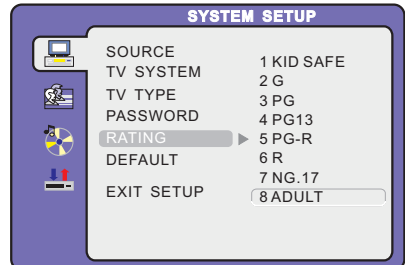 SYSTEM SETUP
SOURCE
TV SYSTEM
TV TYPE
PASSWORD
RATING
DEFAULT
EXIT SETUP
1 KID SAFE
2 G
3 PG
4 PG13
5 PG-R
6 R
7 NG.17
8 ADULT